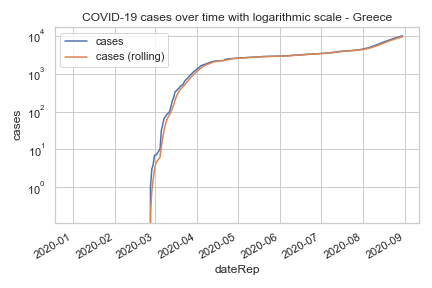 COVID-19 cases over time with logarithmic scale - Greece
cases
cases (rolling)
10⁴
10³
10²
10¹
10⁰
cases
2020-01
2020-02
2020-03
2020-04
2020-05
2020-06
2020-07
2020-08
2020-09
dateRep